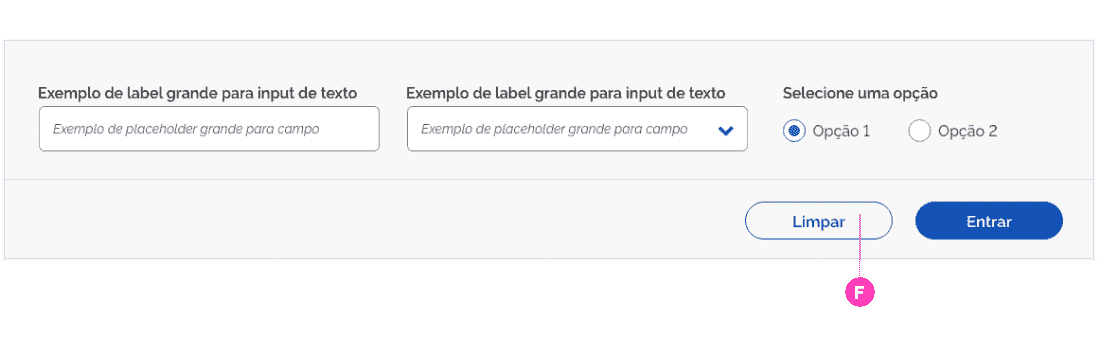 Exemplo de label grande para input de texto
Exemplo de placeholder grande para campo
Exemplo de label grande para input de texto
Exemplo de placeholder grande para campo
Selecione uma opção
Opção 1
Opção 2
Limpar
Entrar
F